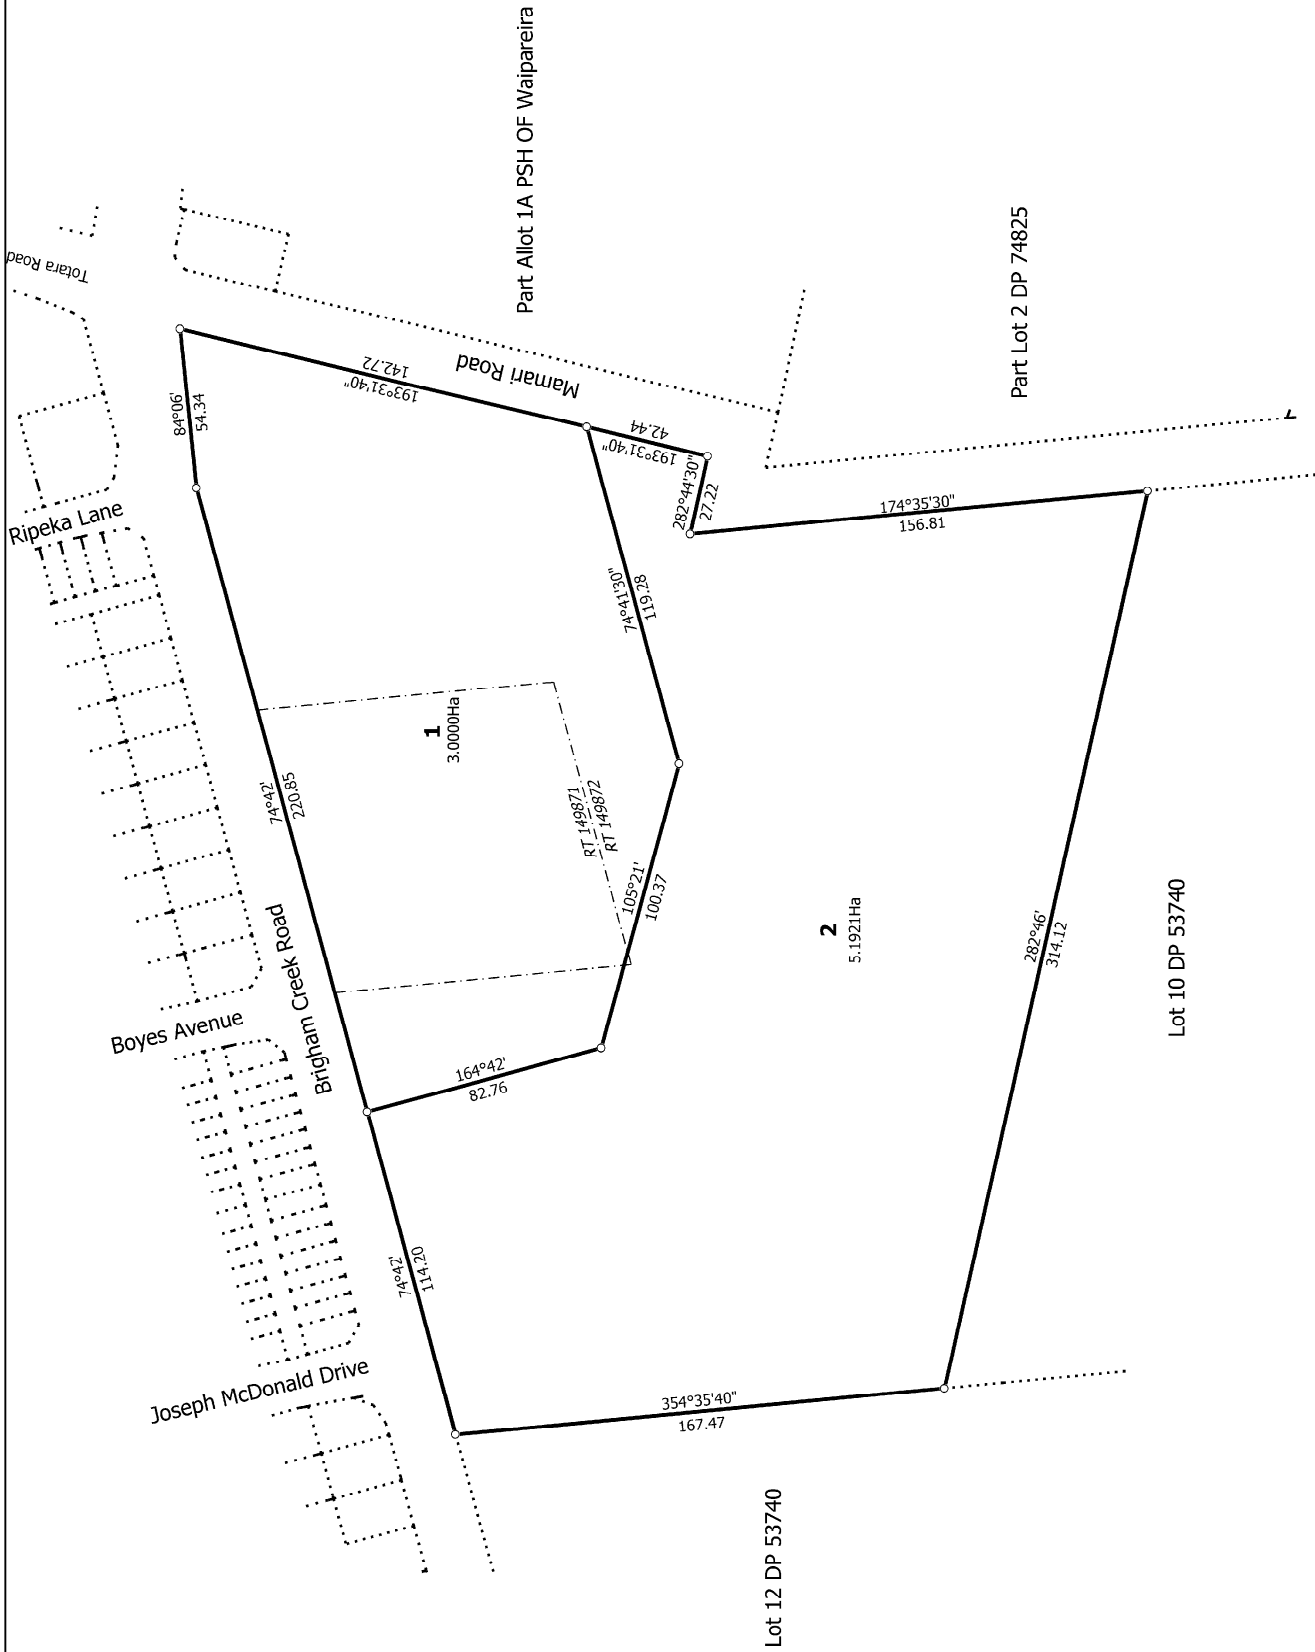 Totara Road
Part Allot 1A PSH OF Waipareira
84°06'
54.34
193°31'40"
142.72
Mamari Road
Part Lot 2 DP 74825
Ripeka Lane
193°31'40"
42.44
282°44'30"
27.22
174°35'30"
156.81
74°41'30"
119.28
1
3.0000Ha
74°42'
220.85
RT 149871
RT 149872
105°21'
100.37
Brigham Creek Road
2
5.1921Ha
282°46'
314.12
Lot 10 DP 53740
Boyes Avenue
164°42'
82.76
74°42'
114.20
Joseph McDonald Drive
354°35'40"
167.47
Lot 12 DP 53740